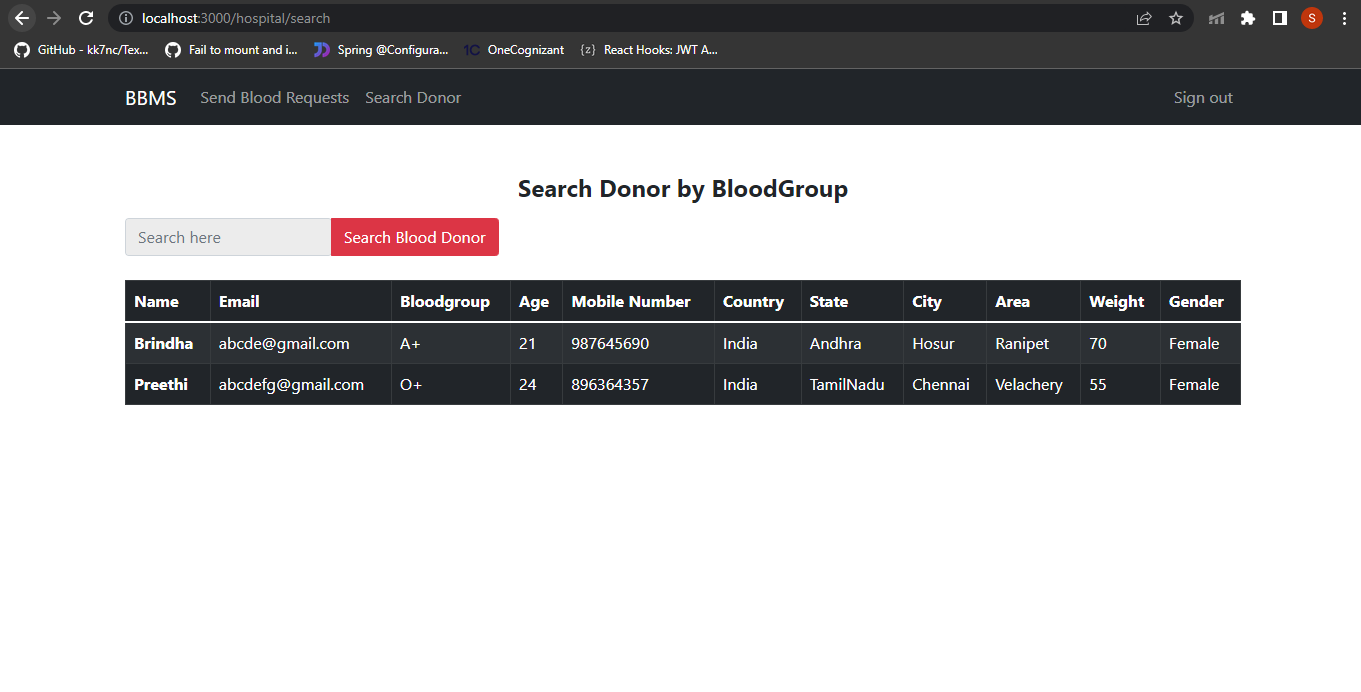 localhost:3000/hospital/search
S
GitHub - kk7nc/Tex... Fail to mount and i... Spring @Configura... 1C OneCognizant {z} React Hooks: JWT A...
BBMS Send Blood Requests Search Donor Sign out
Search Donor by BloodGroup
Search here Search Blood Donor
Name Email Bloodgroup Age Mobile Number Country State City Area Weight Gender
Brindha abcde@gmail.com A+ 21 987645690 India Andhra Hosur Ranipet 70 Female
Preethi abcdefg@gmail.com O+ 24 896364357 India TamilNadu Chennai Velachery 55 Female